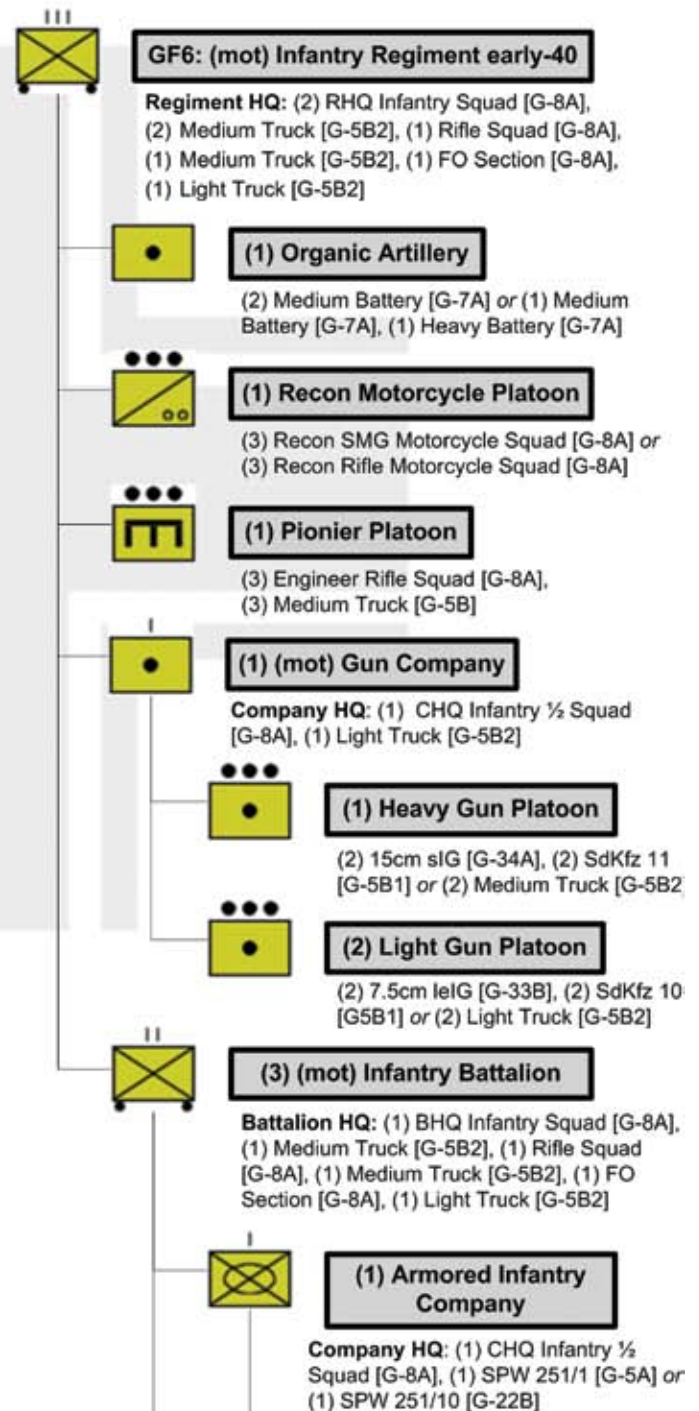 GF6: (mot) Infantry Regiment early-40
Regiment HQ: (2) RHQ Infantry Squad [G-8A],
(2) Medium Truck [G-5B2], (1) Rifle Squad [G-8A],
(1) Medium Truck [G-5B2], (1) FO Section [G-8A],
(1) Light Truck [G-5B2]
(1) Organic Artillery
(2) Medium Battery [G-7A] or (1) Medium
Battery [G-7A], (1) Heavy Battery [G-7A]
(1) Recon Motorcycle Platoon
(3) Recon SMG Motorcycle Squad [G-8A] or
(3) Recon Rifle Motorcycle Squad [G-8A]
(1) Pionier Platoon
(3) Engineer Rifle Squad [G-8A],
(3) Medium Truck [G-5B]
(1) (mot) Gun Company
Company HQ: (1) CHQ Infantry ½ Squad
[G-8A], (1) Light Truck [G-5B2]
(1) Heavy Gun Platoon
(2) 15cm sIG [G-34A], (2) SdKfz 11
[G-5B1] or (2) Medium Truck [G-5B2]
(2) Light Gun Platoon
(2) 7.5cm leIG [G-33B], (2) SdKfz 10
[G5B1] or (2) Light Truck [G-5B2]
(3) (mot) Infantry Battalion
Battalion HQ: (1) BHQ Infantry Squad [G-8A],
(1) Medium Truck [G-5B2], (1) Rifle Squad
[G-8A], (1) Medium Truck [G-5B2], (1) FO
Section [G-8A], (1) Light Truck [G-5B2]
(1) Armored Infantry
Company
Company HQ: (1) CHQ Infantry ½
Squad [G-8A], (1) SPW 251/1 [G-5A] or
(1) SPW 251/10 [G-22B]